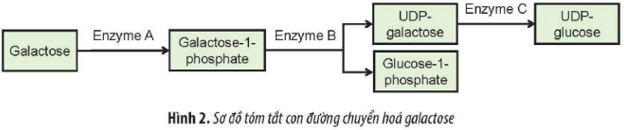 Galactose
Enzyme A
Galactose-1-
phosphate
Enzyme B
UDP-
galactose
Enzyme C
UDP-
glucose
Glucose-1-
phosphate
Hình 2. Sơ đồ tóm tắt con đường chuyển hoá galactose